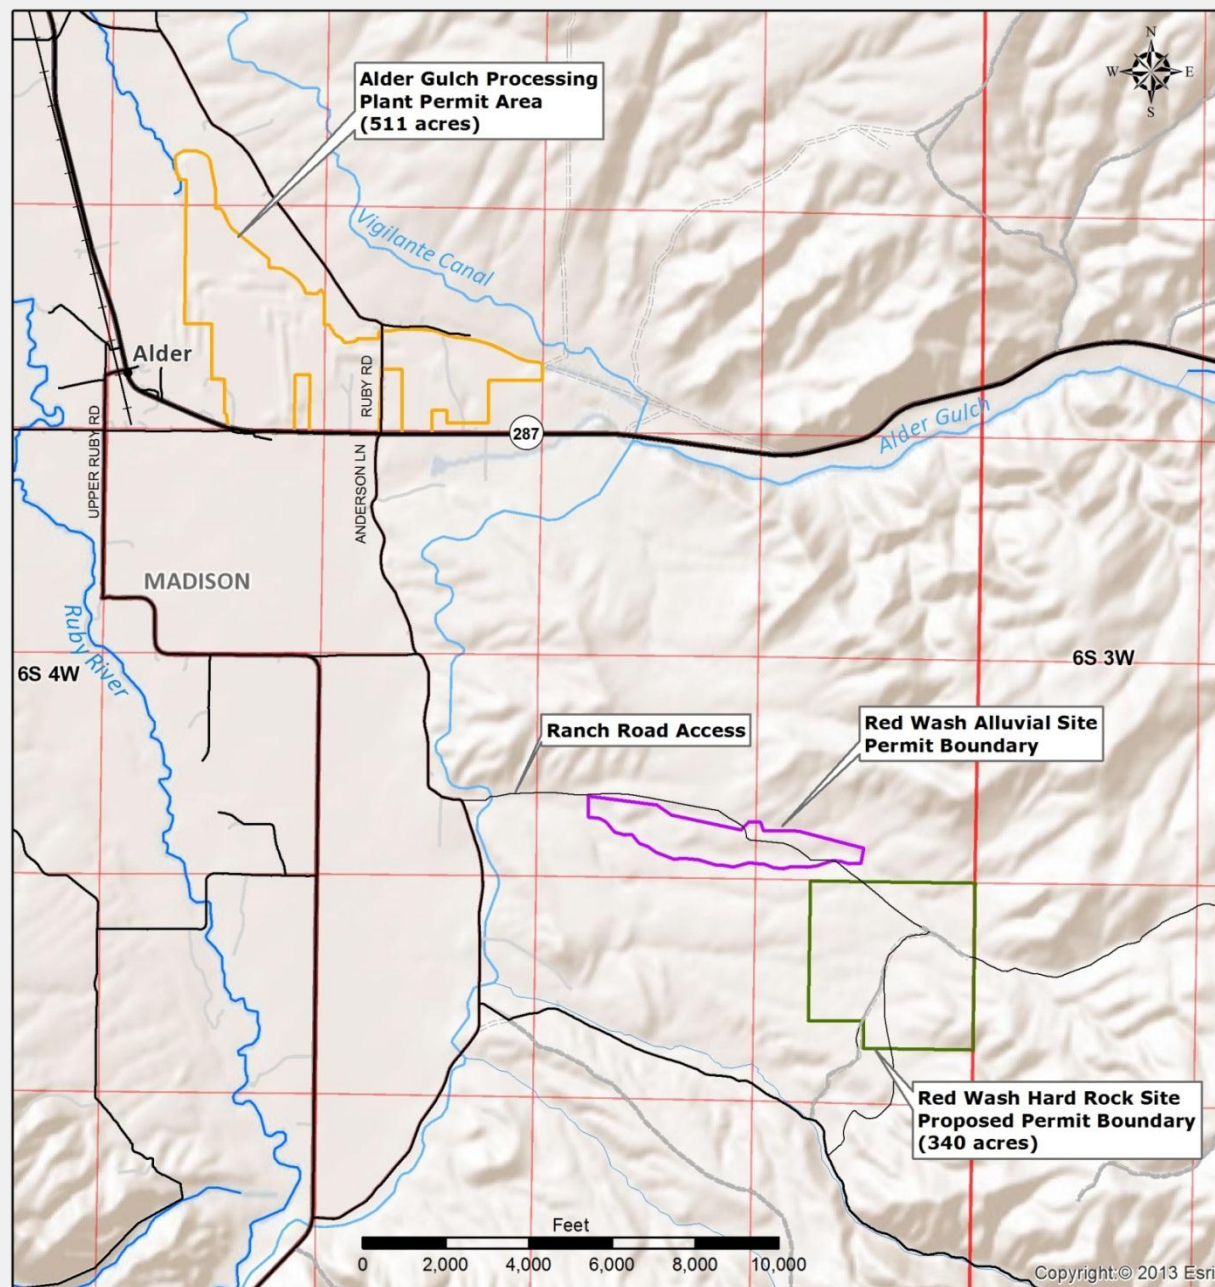 N
W E
S
Alder Gulch Processing
Plant Permit Area
(511 acres)
Vigilante Canal
Alder
RUBY RD
UPPER RUBY RD
287
Alder Gulch
ANDERSON LN
MADISON
Ruby River
6S 4W
6S 3W
Ranch Road Access
Red Wash Alluvial Site
Permit Boundary
Red Wash Hard Rock Site
Proposed Permit Boundary
(340 acres)
Feet
0 2,000 4,000 6,000 8,000 10,000
Copyright:© 2013 Esri